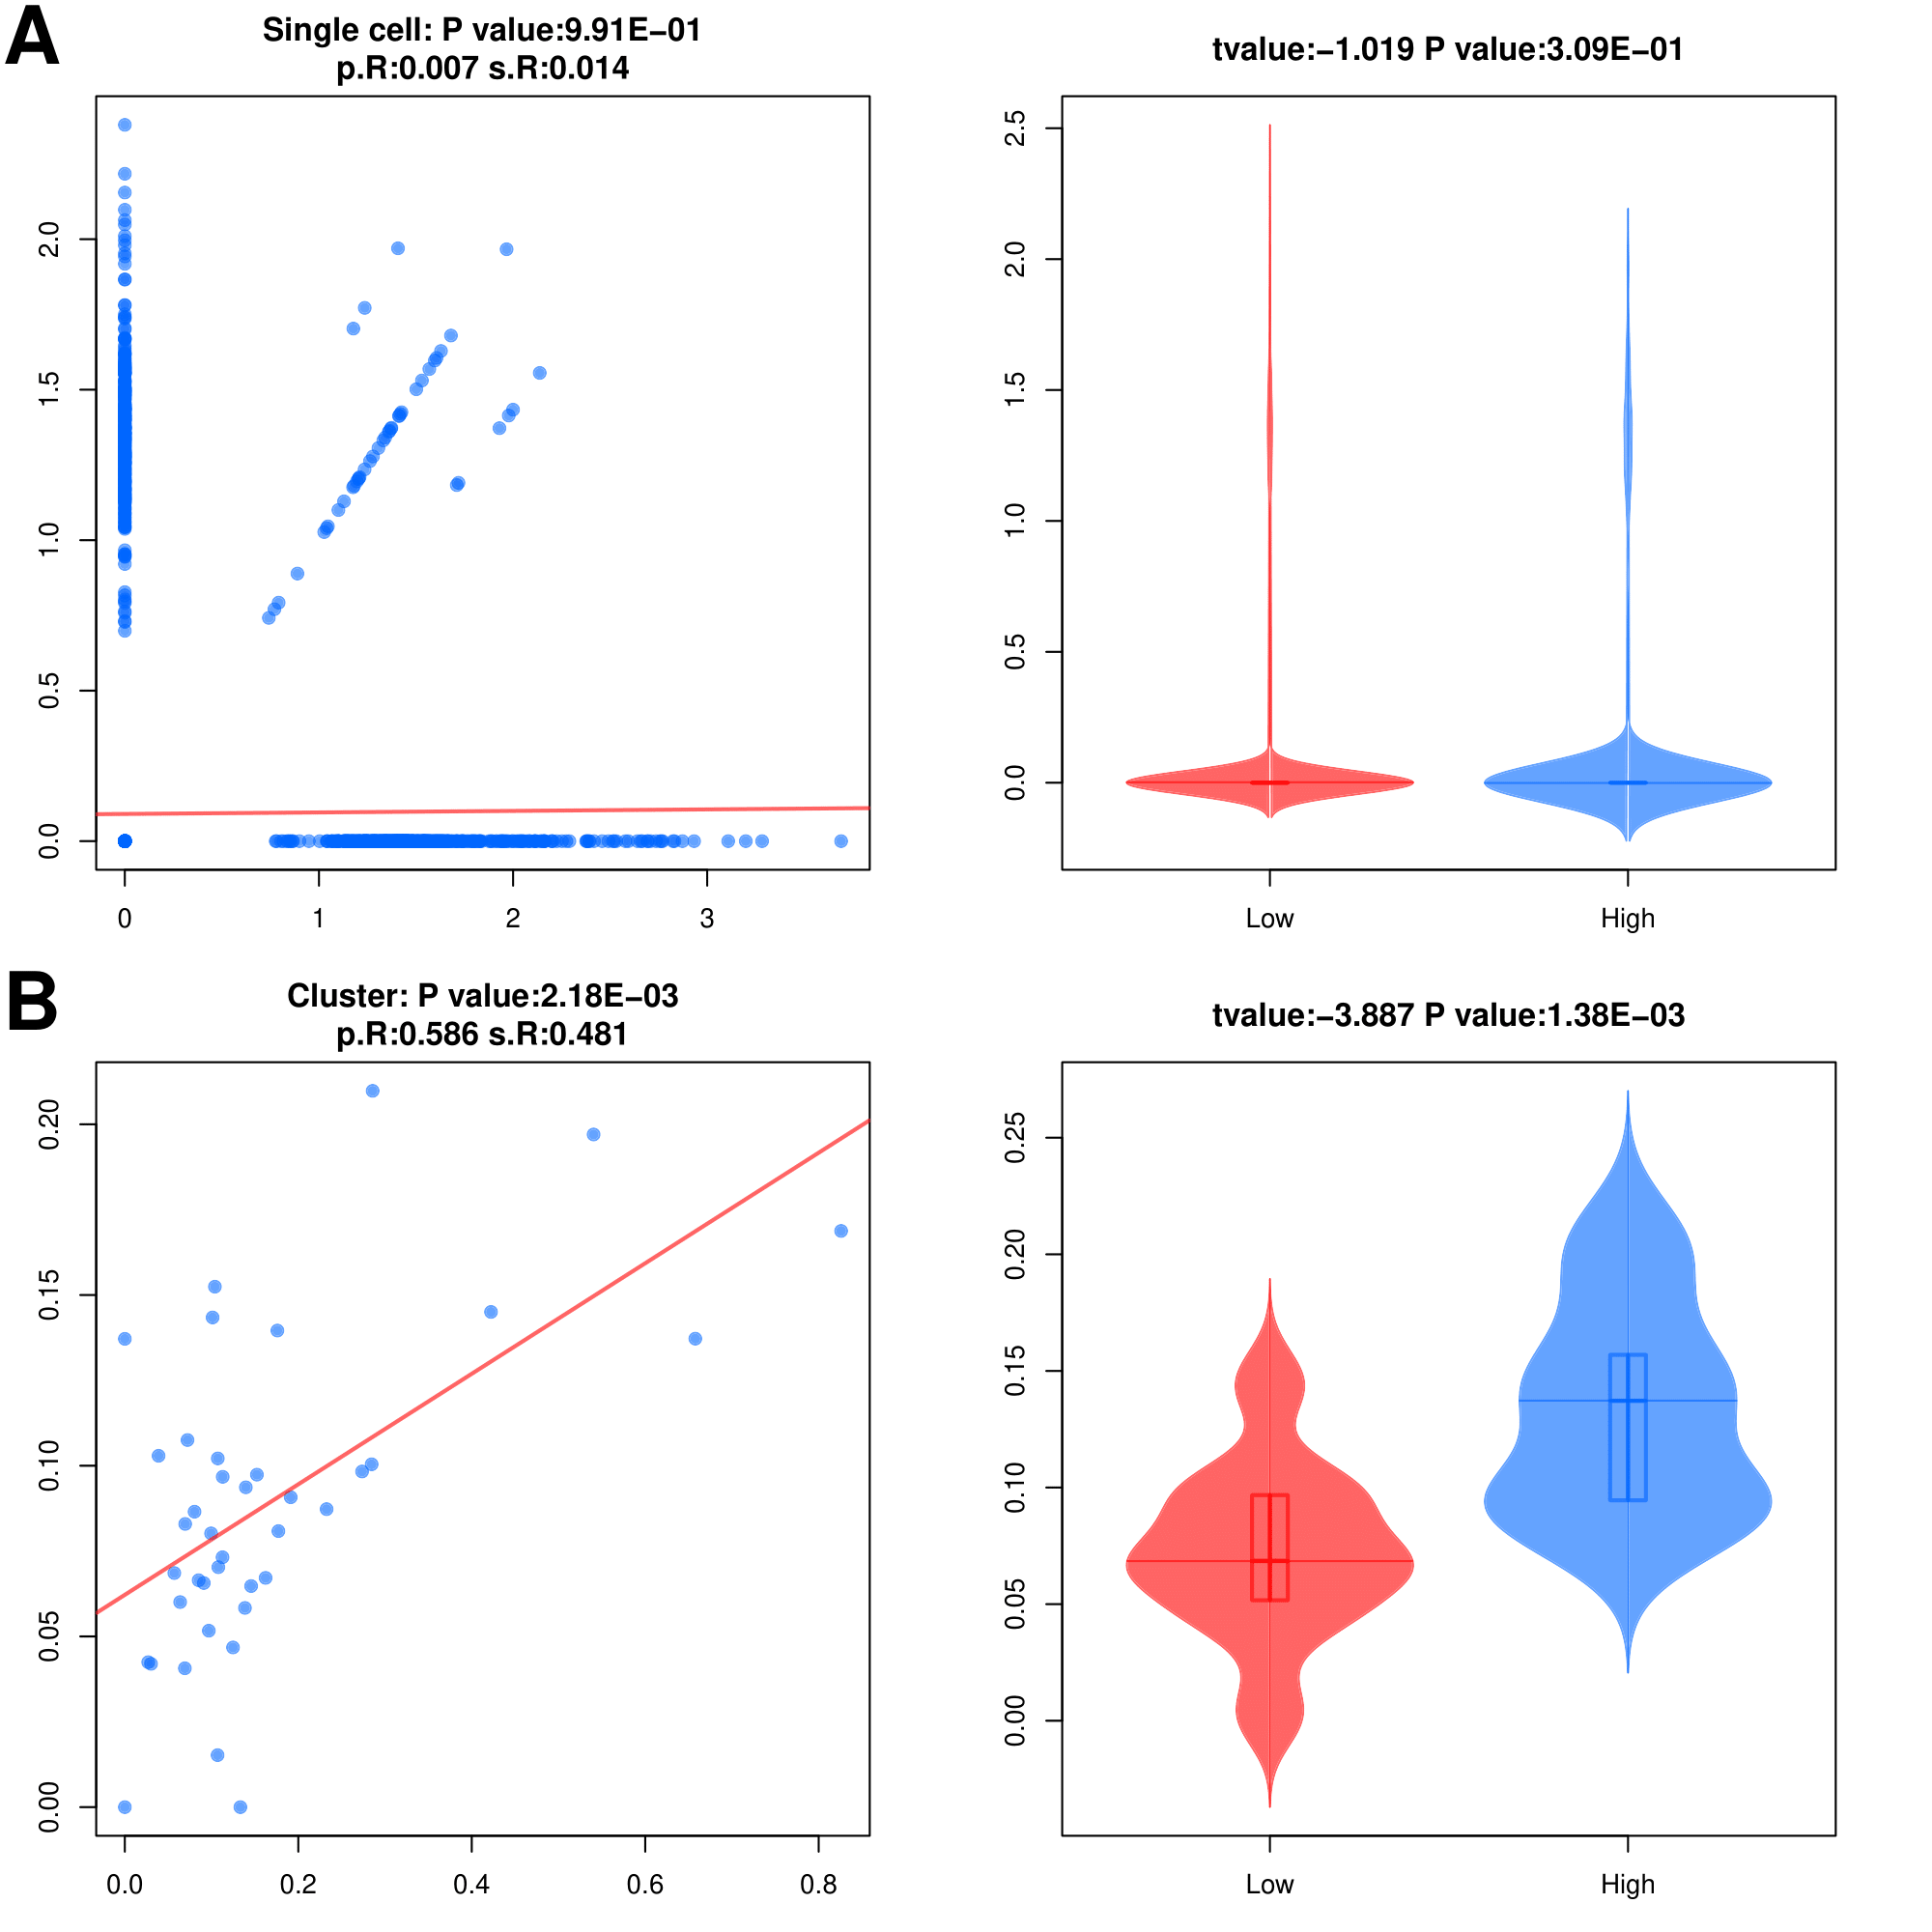 A
Single cell: P value:9.91E−01
p.R:0.007 s.R:0.014
0.0
0.5
1.0
1.5
2.0
0
1
2
3
tvalue:−1.019 P value:3.09E−01
0.0
0.5
1.0
1.5
2.0
2.5
Low
High
B
Cluster: P value:2.18E−03
p.R:0.586 s.R:0.481
0.00
0.05
0.10
0.15
0.20
0.0
0.2
0.4
0.6
0.8
tvalue:−3.887 P value:1.38E−03
0.00
0.05
0.10
0.15
0.20
0.25
Low
High